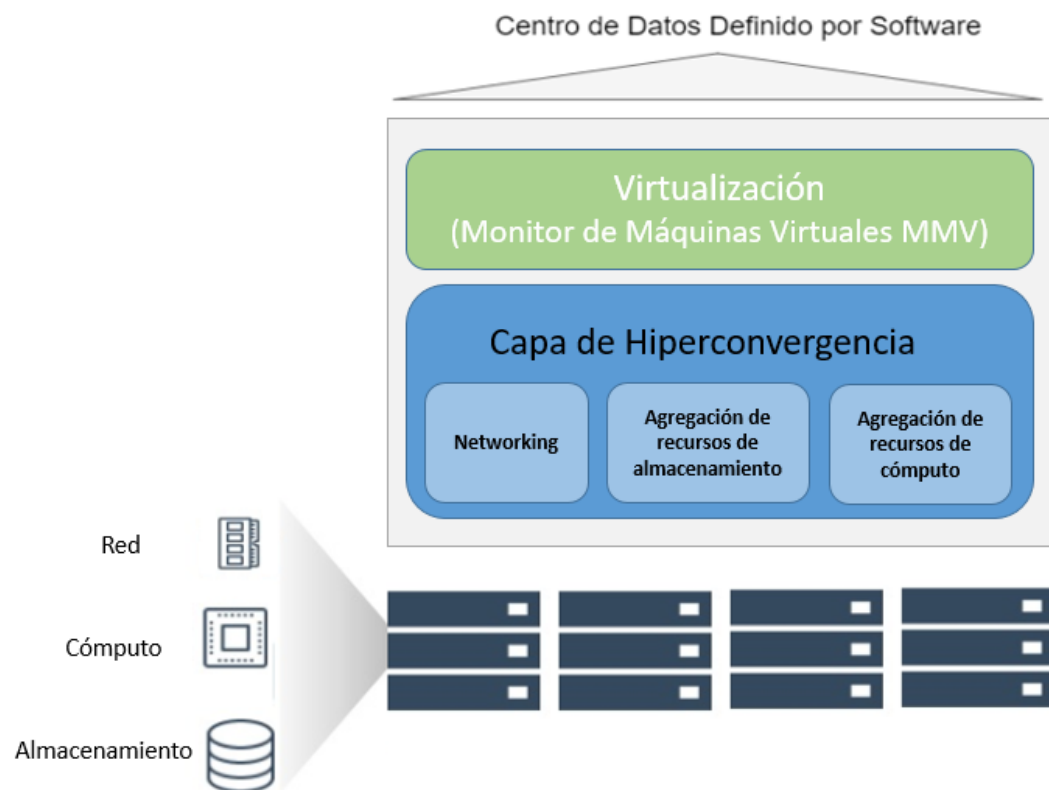 Centro de Datos Definido por Software
Virtualización
(Monitor de Máquinas Virtuales MMV)
Capa de Hiperconvergencia
Networking
Agregación de
recursos de
almacenamiento
Agregación de
recursos de
cómputo
Red
Cómputo
Almacenamiento